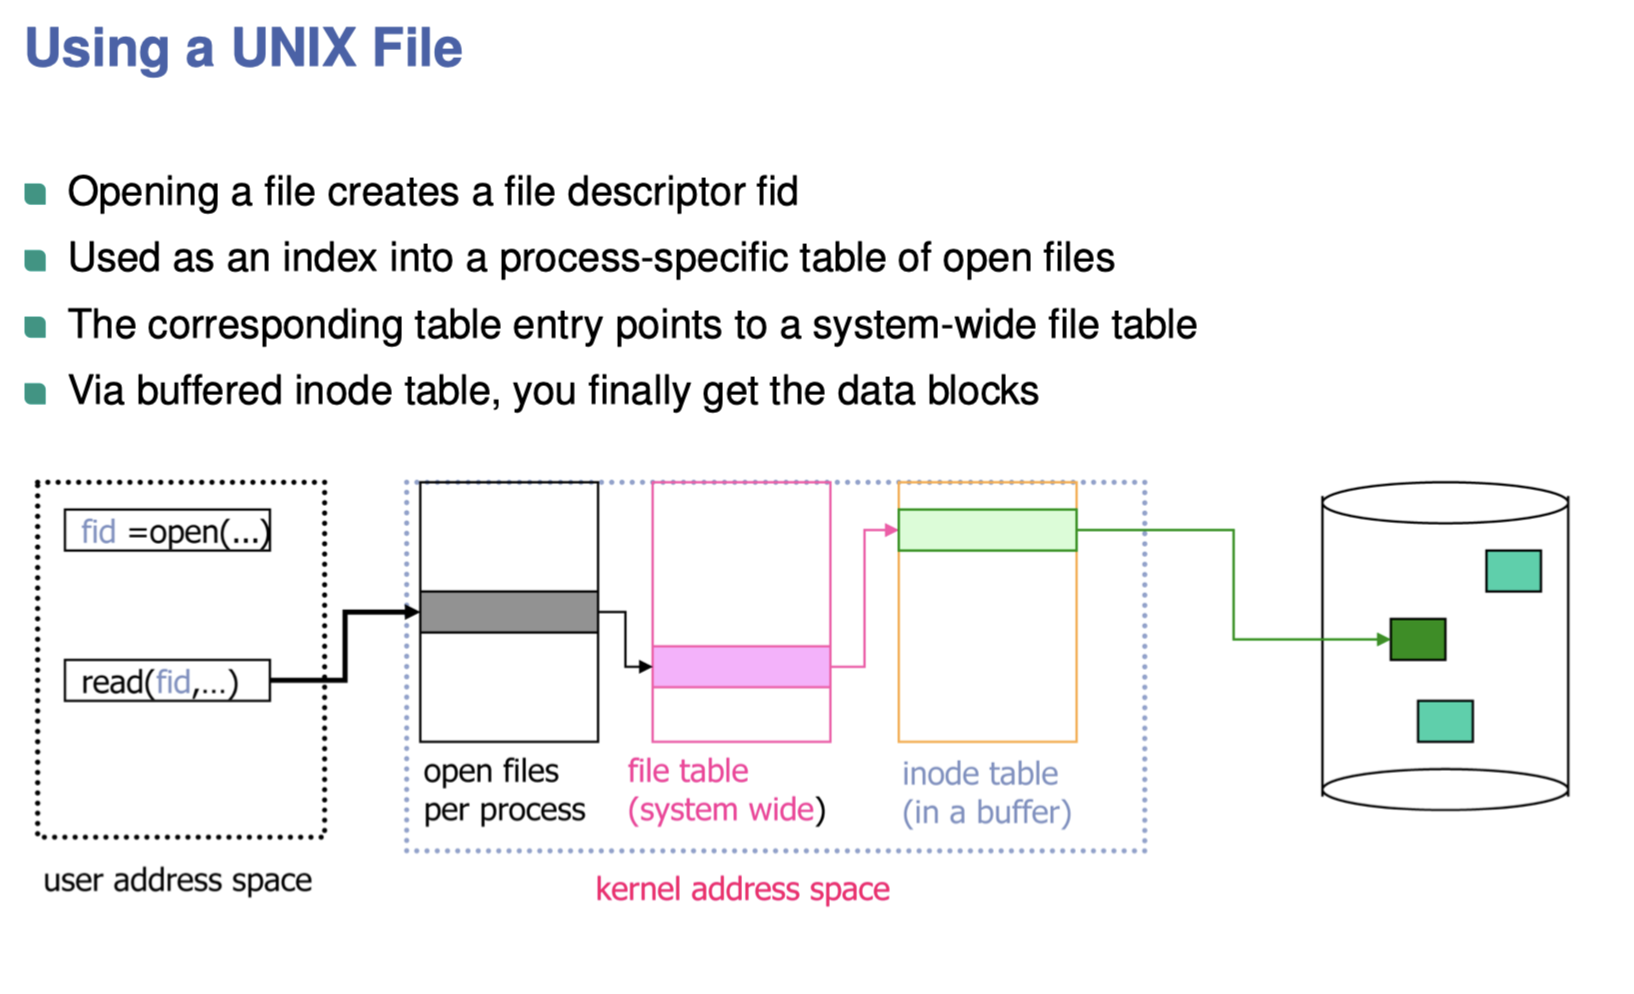 Using a UNIX File
Opening a file creates a file descriptor fid
Used as an index into a process-specific table of open files
The corresponding table entry points to a system-wide file table
Via buffered inode table, you finally get the data blocks
fid =open(...)
read(fid,...)
user address space
open files
per process
file table
(system wide)
inode table
(in a buffer)
kernel address space